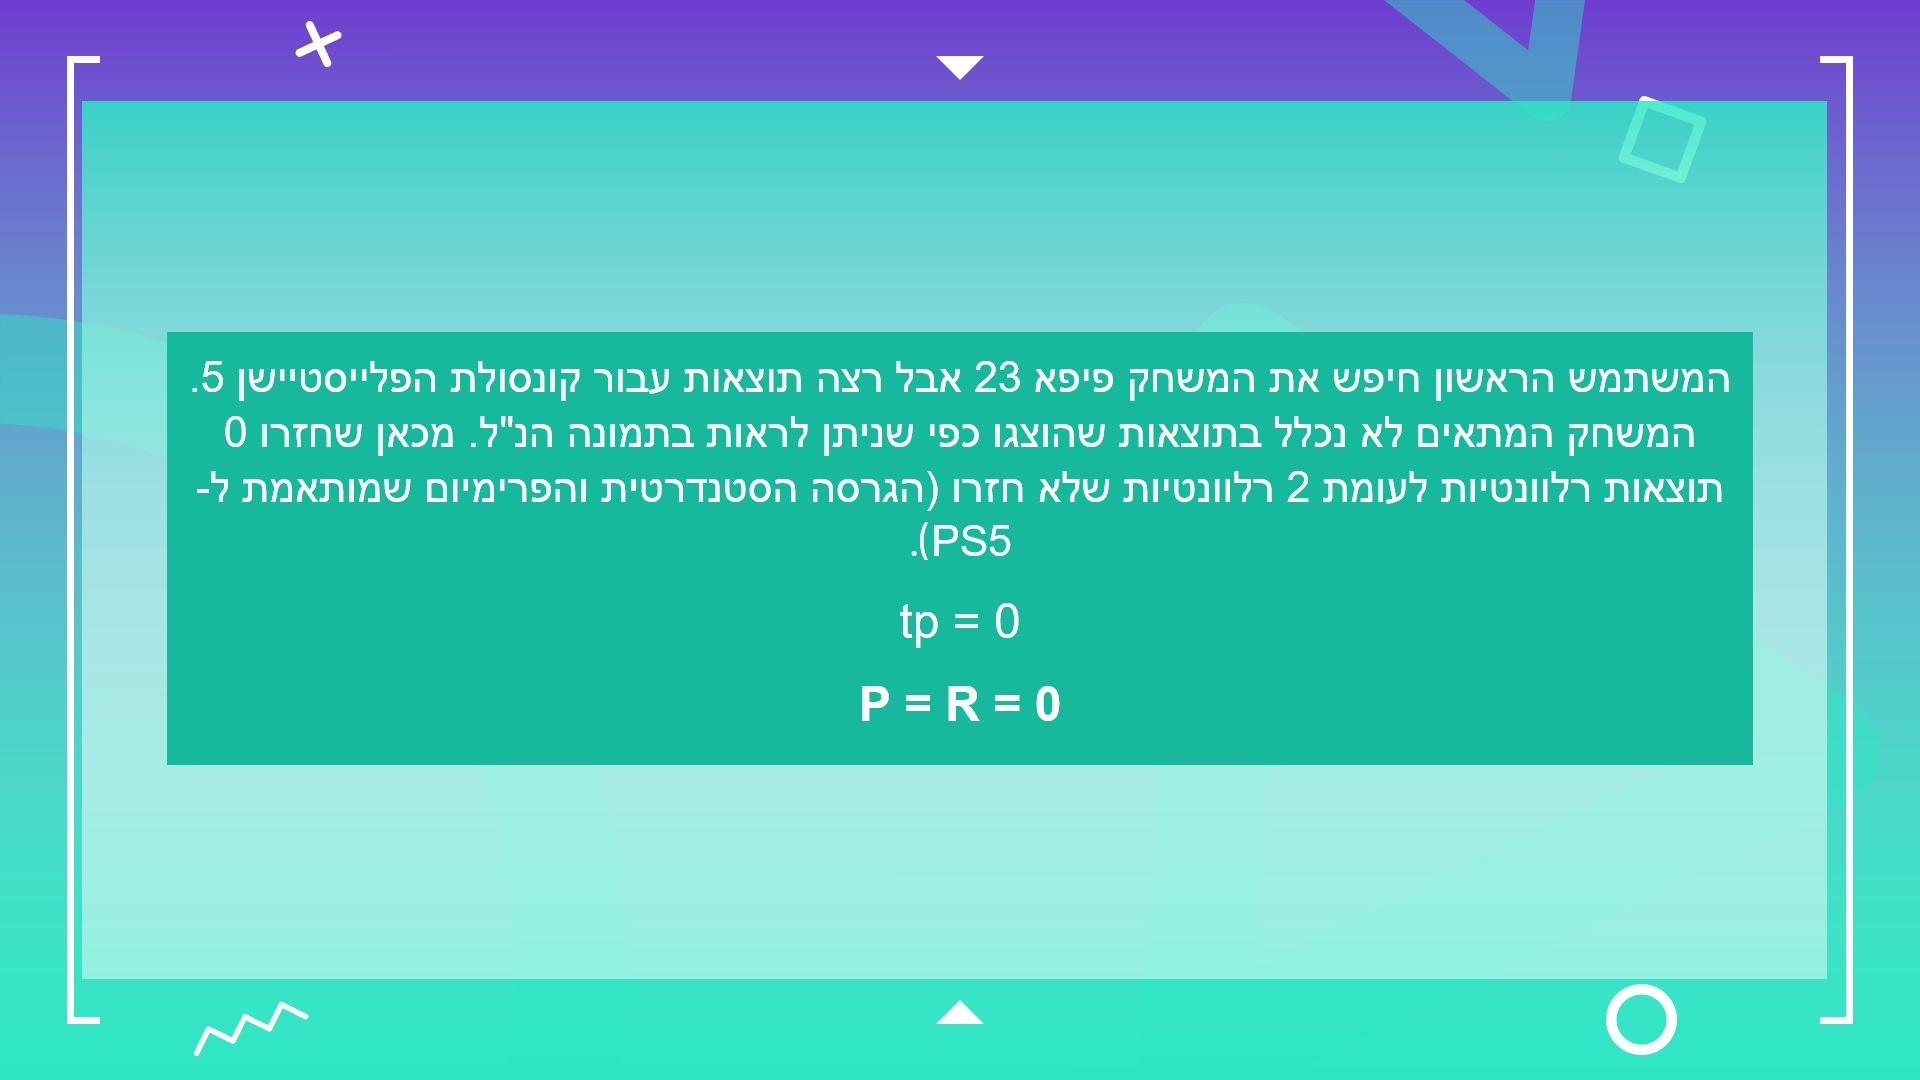 המשתמש הראשון חיפש את המשחק פיפא 23 אבל רצה תוצאות עבור קונסולת הפלייסטיישן 5.
המשחק המתאים לא נכלל בתוצאות שהוצגו כפי שניתן לראות בתמונה הנ"ל. מכאן שחזרו 0
תוצאות רלוונטיות לעומת 2 רלוונטיות שלא חזרו (הגרסה הסטנדרטית והפרימיום שמותאמת ל-
PS5).
tp = 0
P = R = 0